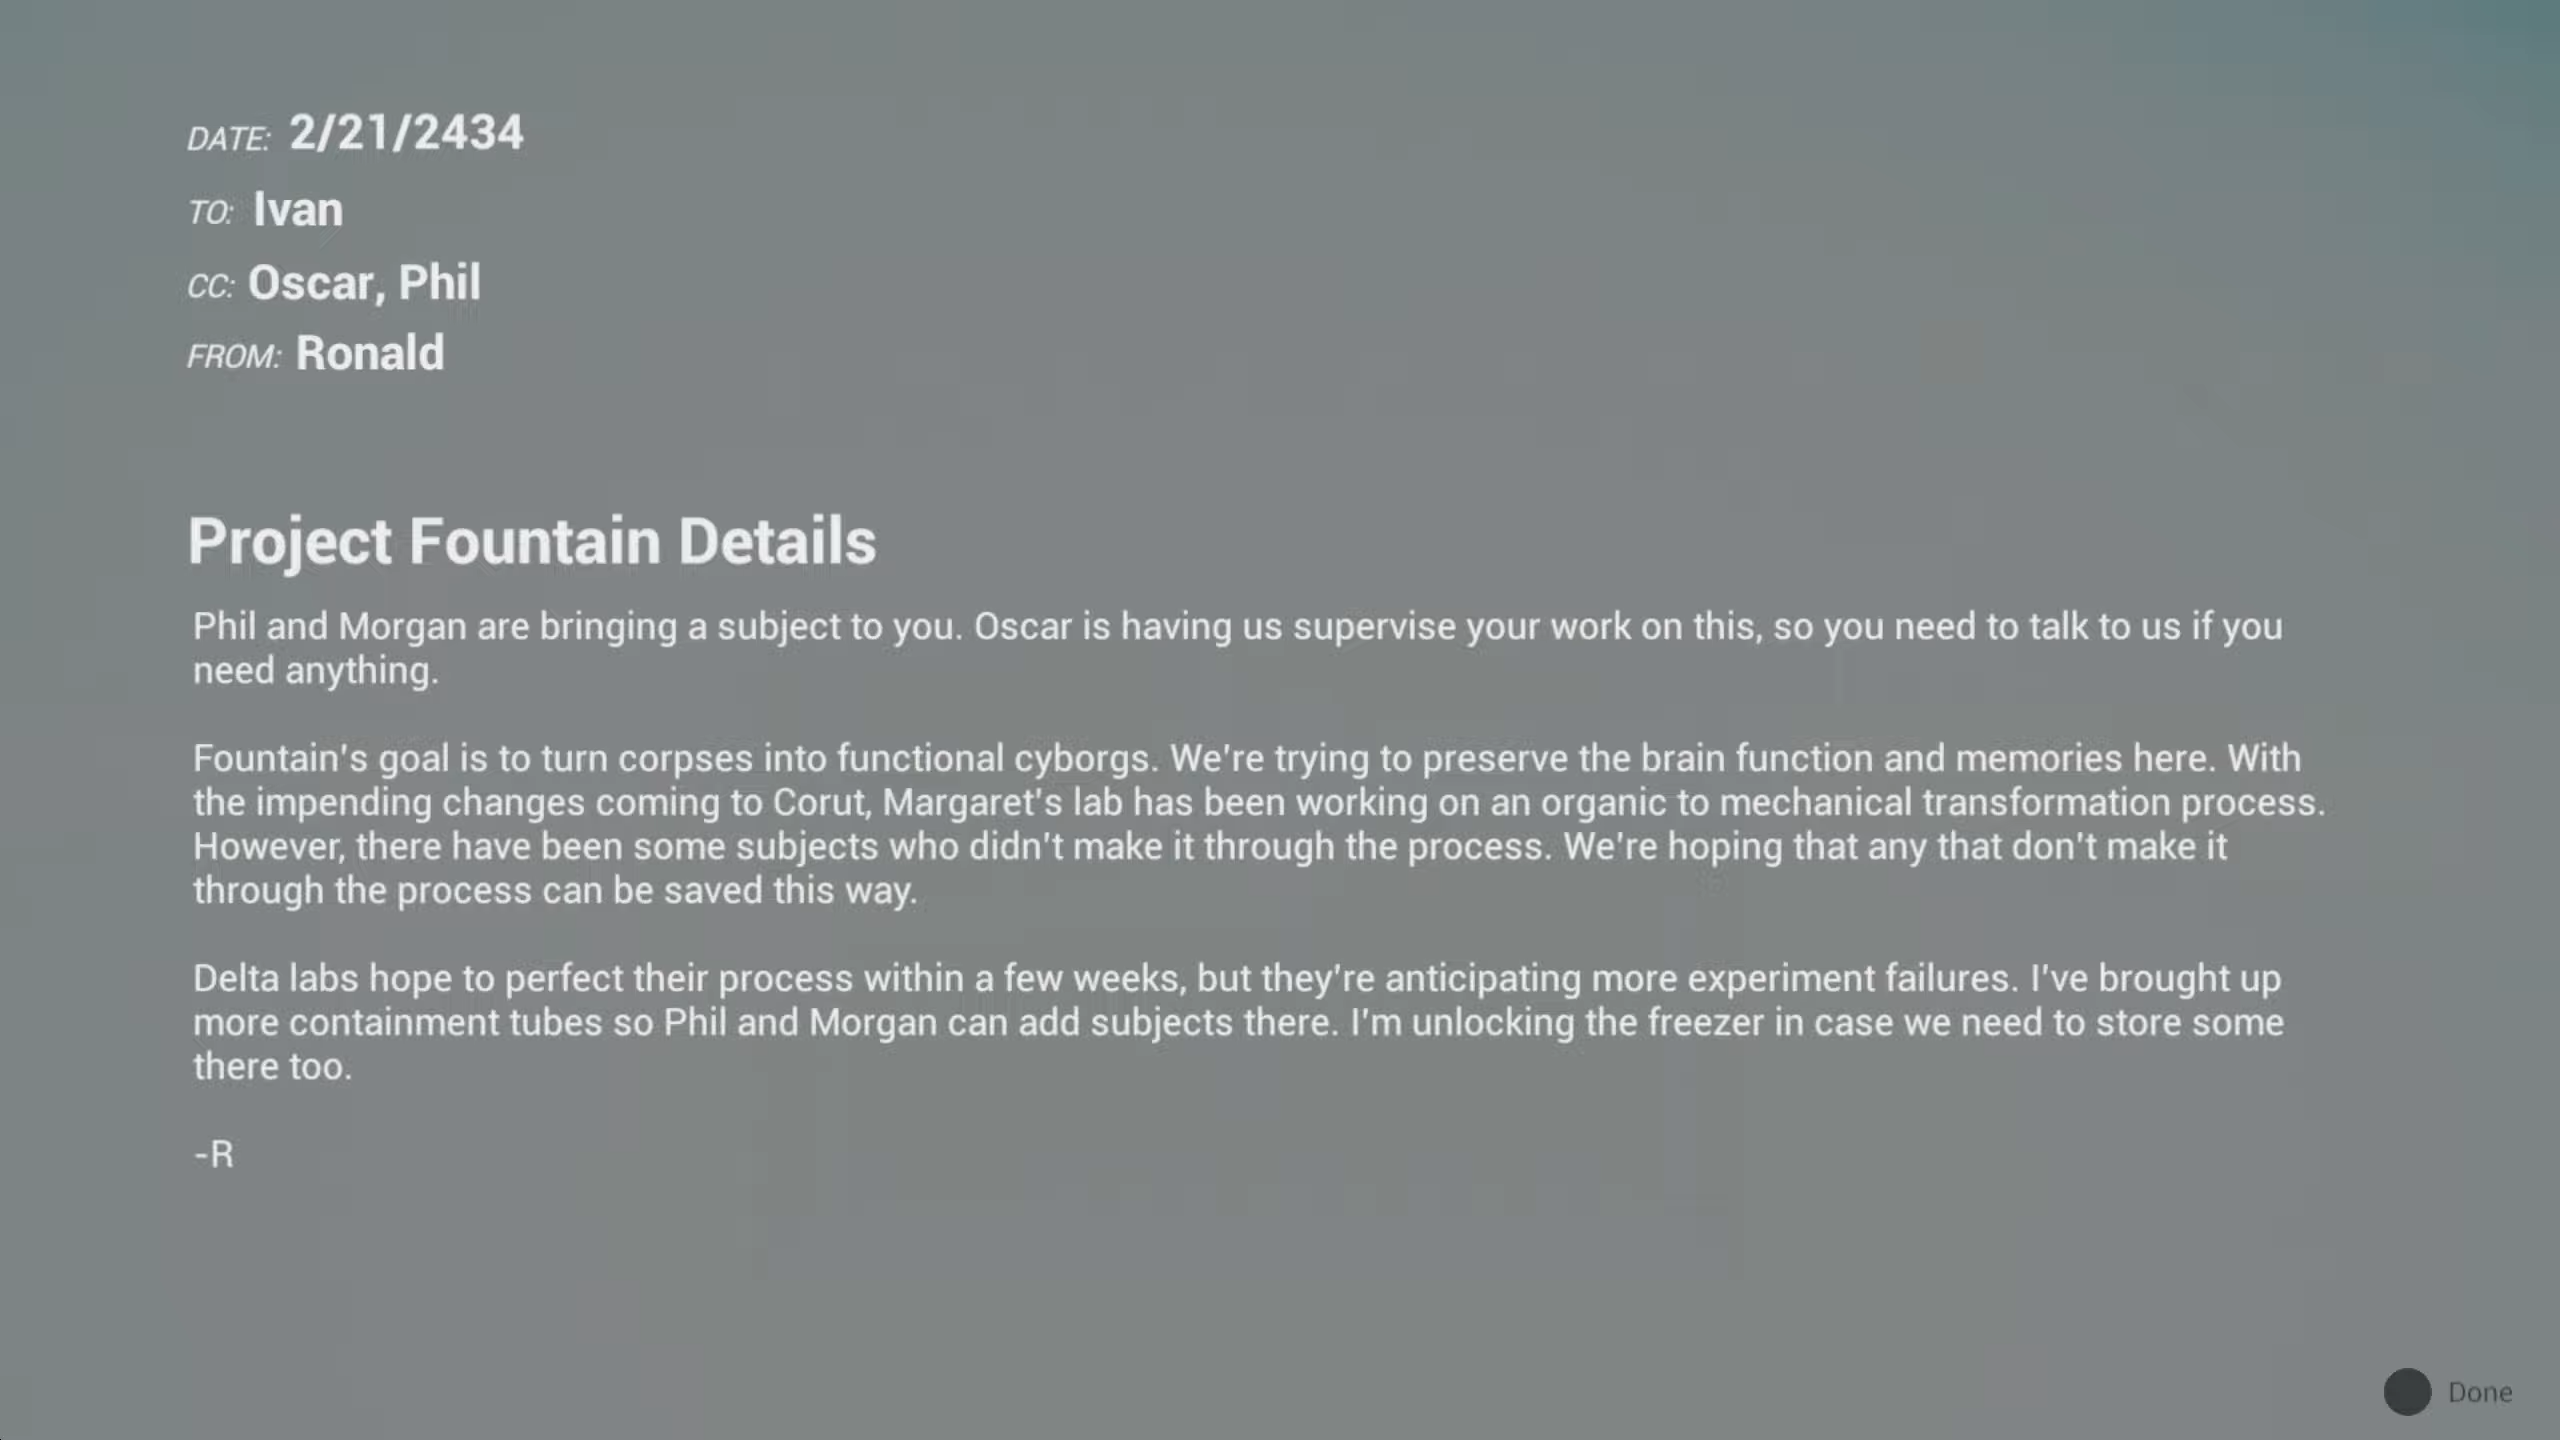 DATE: 2/21/2434
TO: Ivan
CC: Oscar, Phil
FROM: Ronald
Project Fountain Details
Phil and Morgan are bringing a subject to you. Oscar is having us supervise your work on this, so you need to talk to us if you
need anything.
Fountain's goal is to turn corpses into functional cyborgs. We're trying to preserve the brain function and memories here. With
the impending changes coming to Corut, Margaret's lab has been working on an organic to mechanical transformation process.
However, there have been some subjects who didn't make it through the process. We're hoping that any that don't make it
through the process can be saved this way.
Delta labs hope to perfect their process within a few weeks, but they're anticipating more experiment failures. I've brought up
more containment tubes so Phil and Morgan can add subjects there. I'm unlocking the freezer in case we need to store some
there too.
-R
Done